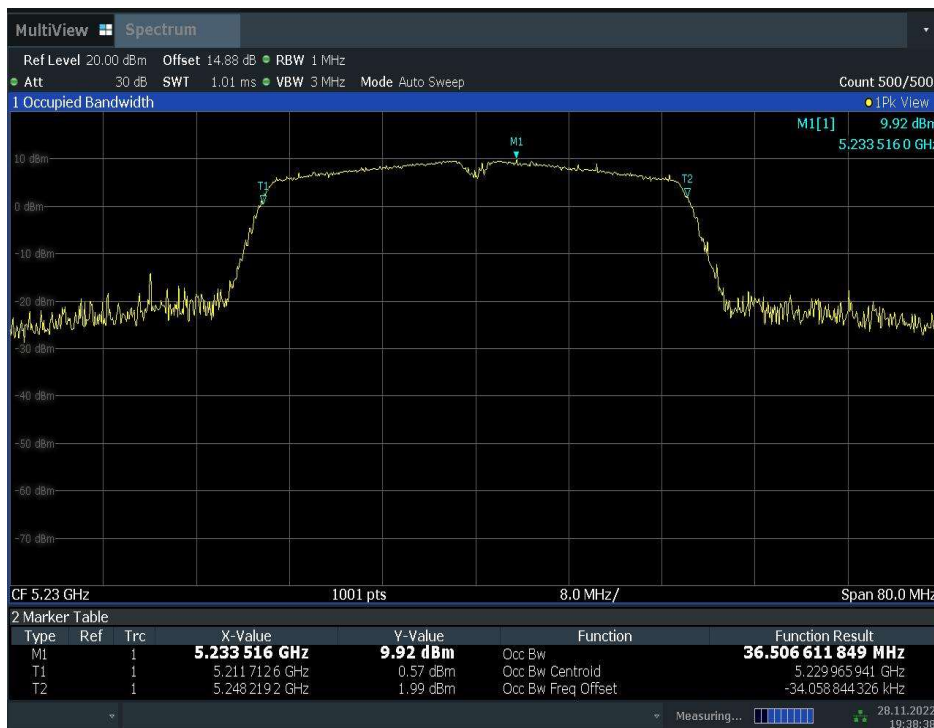 MultiView Spectrum
Ref Level 20.00 dBm Offset 14.88 dB RBW 1 MHz
Att 30 dB SWT 1.01 ms VBW 3 MHz Mode Auto Sweep Count 500/500
1 Occupied Bandwidth 1Pk View
M1[1] 9.92 dBm
5.233 516 0 GHz
M1
10 dBm
T1 T2
0 dBm
-10 dBm
-20 dBm
-30 dBm
-40 dBm
-50 dBm
-60 dBm
-70 dBm
CF 5.23 GHz 1001 pts 8.0 MHz/ Span 80.0 MHz
2 Marker Table
Type Ref Trc X-Value Y-Value Function Function Result
M1 1 5.233 516 GHz 9.92 dBm Occ Bw 36.506 611 849 MHz
T1 1 5.211 712 6 GHz 0.57 dBm Occ Bw Centroid 5.229 965 941 GHz
T2 1 5.248 219 2 GHz 1.99 dBm Occ Bw Freq Offset -34.058 844 326 kHz
Measuring... 28.11.2022
19:38:38